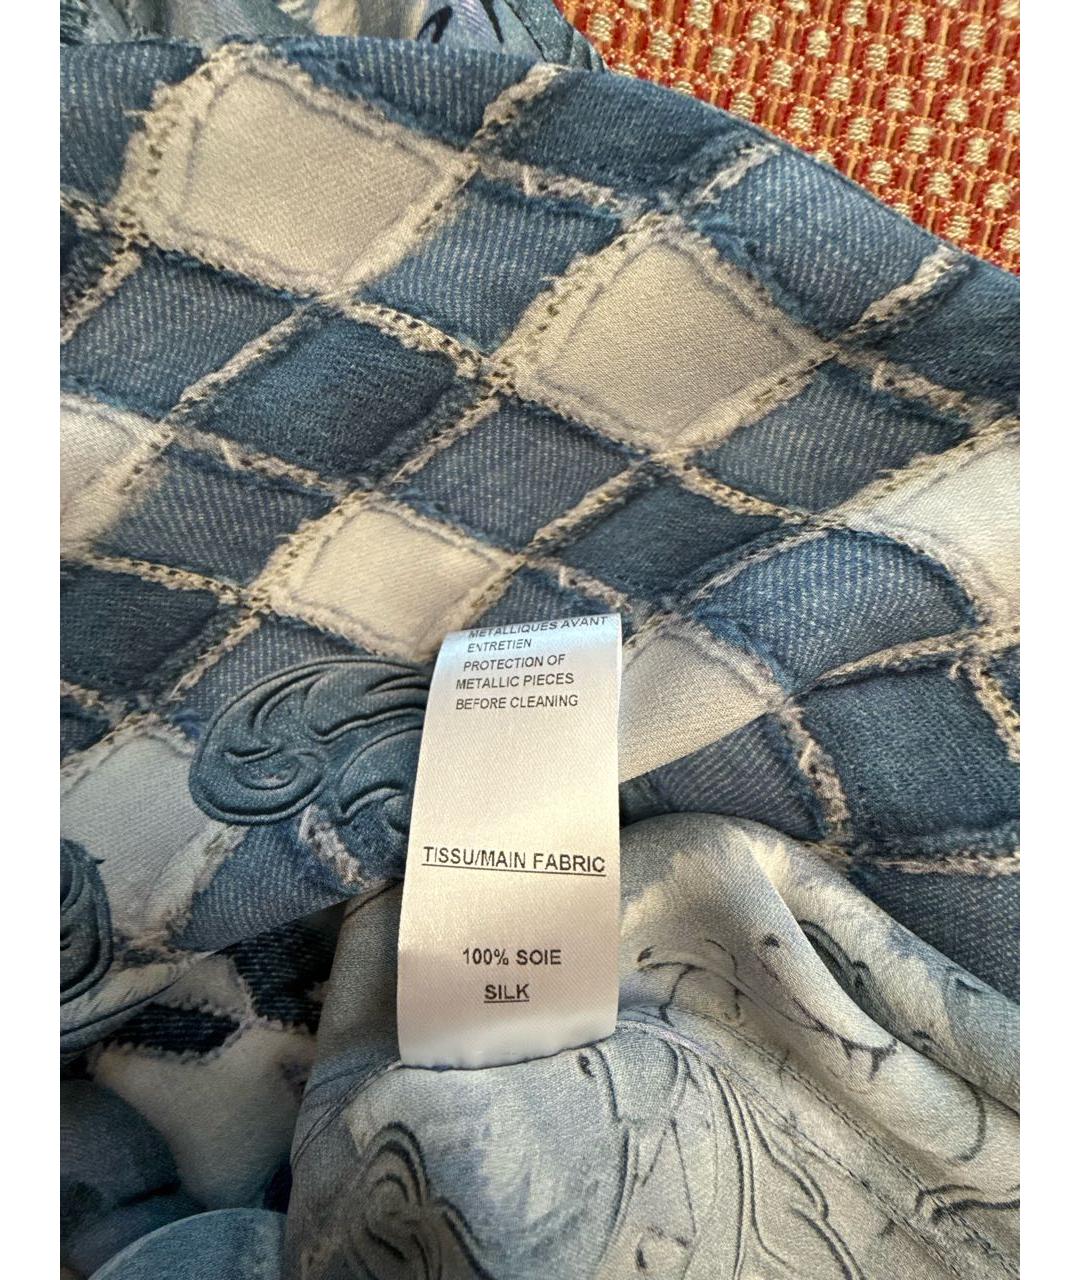 METALLIQUES AVANT
ENTRETIEN
PROTECTION OF
METALLIC PIECES
BEFORE CLEANING
TISSU/MAIN FABRIC
100% SOIE
SILK